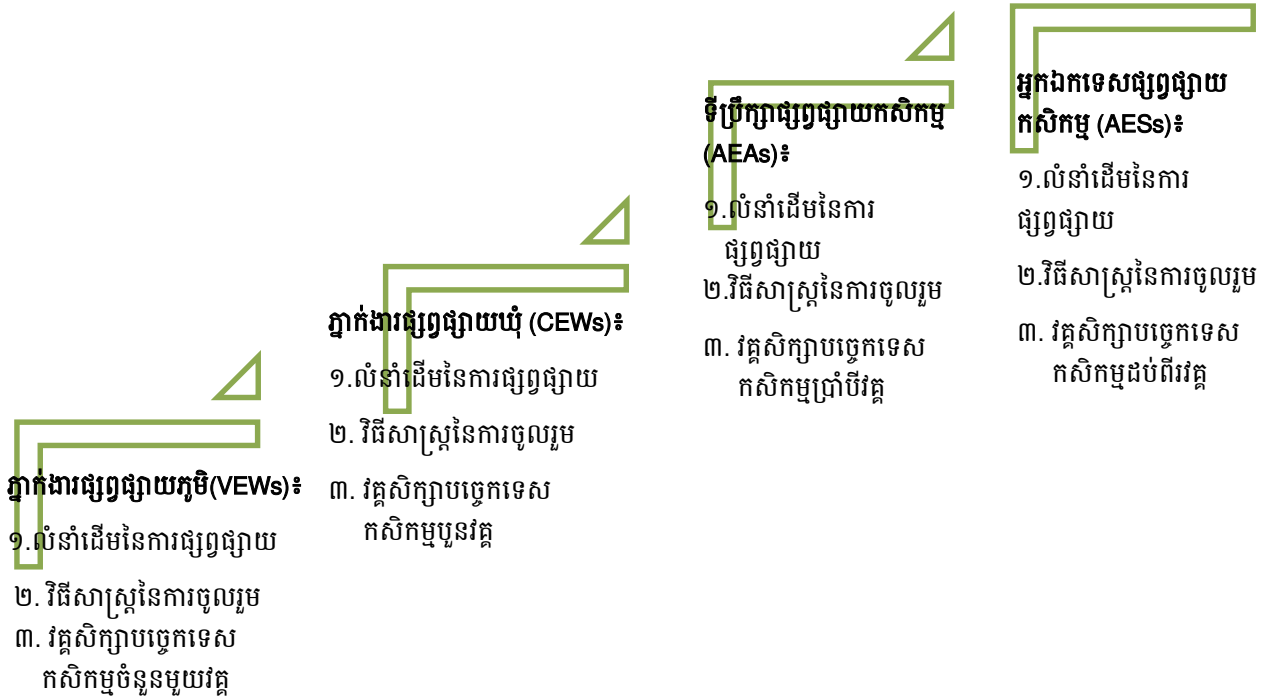 ភ្នាក់ងារផ្សព្វផ្សាយភូមិ(VEWs)៖
១.លំនាំដើមនៃការផ្សព្វផ្សាយ
២. វិធីសាស្ត្រនៃការចូលរួម
៣. វគ្គសិក្សាបច្ចេកទេស
កសិកម្មចំនួនមួយវគ្គ
ភ្នាក់ងារផ្សព្វផ្សាយឃុំ (CEWs)៖
១.លំនាំដើមនៃការផ្សព្វផ្សាយ
២. វិធីសាស្ត្រនៃការចូលរួម
៣. វគ្គសិក្សាបច្ចេកទេស
កសិកម្មបួនវគ្គ
ទីប្រឹក្សាផ្សព្វផ្សាយកសិកម្ម
(AEAs)៖
១.លំនាំដើមនៃការ
ផ្សព្វផ្សាយ
២.វិធីសាស្ត្រនៃការចូលរួម
៣. វគ្គសិក្សាបច្ចេកទេស
កសិកម្មប្រាំបីវគ្គ
អ្នកឯកទេសផ្សព្វផ្សាយ
កសិកម្ម (AESs)៖
១.លំនាំដើមនៃការ
ផ្សព្វផ្សាយ
២.វិធីសាស្ត្រនៃការចូលរួម
៣. វគ្គសិក្សាបច្ចេកទេស
កសិកម្មដប់ពីរវគ្គ